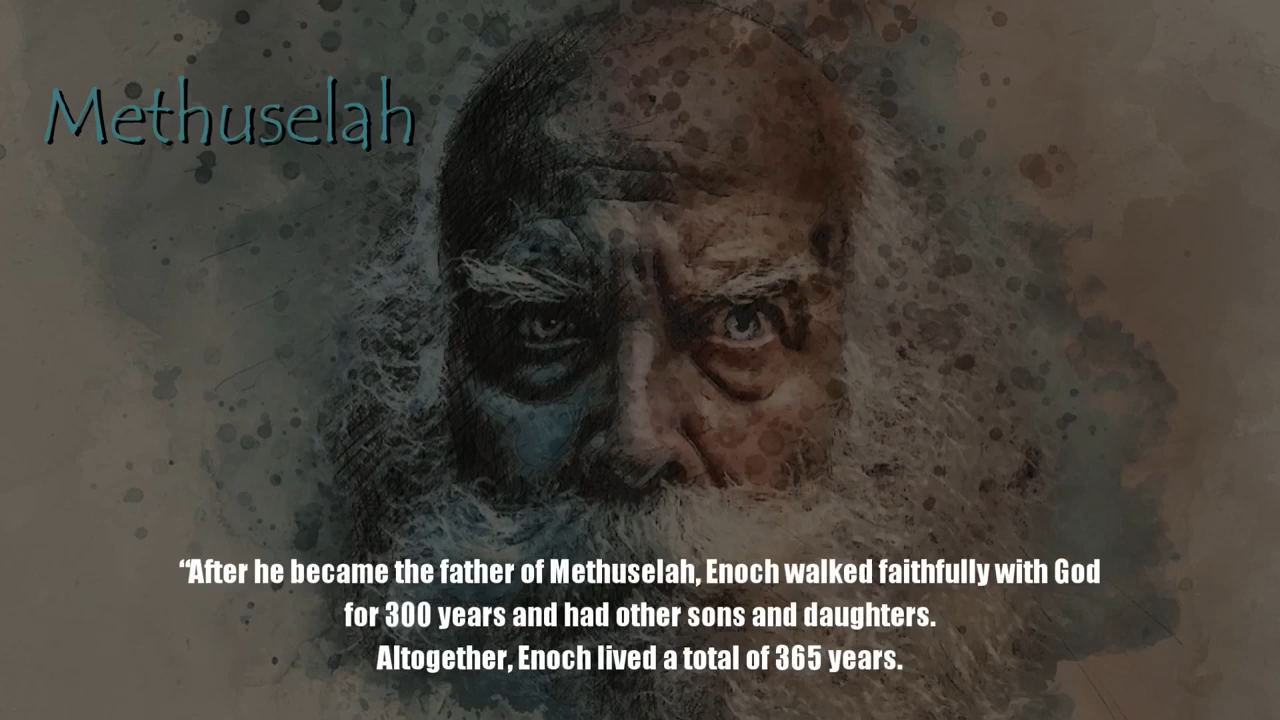 Methuselah
“After he became the father of Methuselah, Enoch walked faithfully with God
for 300 years and had other sons and daughters.
Altogether, Enoch lived a total of 365 years.